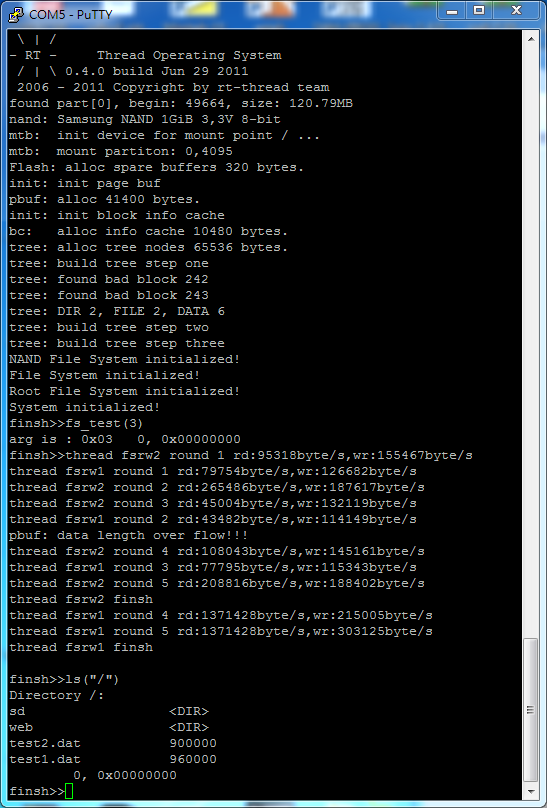 COM5 - PuTTY
\ | /
- RT -     Thread Operating System
/ | \ 0.4.0 build Jun 29 2011
2006 - 2011 Copyright by rt-thread team
found part[0], begin: 49664, size: 120.79MB
nand: Samsung NAND 1GiB 3,3V 8-bit
mtb:  init device for mount point / ...
mtb:  mount partiton: 0,4095
Flash: alloc spare buffers 320 bytes.
init: init page buf
pbuf: alloc 41400 bytes.
init: init block info cache
bc:   alloc info cache 10480 bytes.
tree: alloc tree nodes 65536 bytes.
tree: build tree step one
tree: found bad block 242
tree: found bad block 243
tree: DIR 2, FILE 2, DATA 6
tree: build tree step two
tree: build tree step three
NAND File System initialized!
File System initialized!
Root File System initialized!
System initialized!
finsh>>fs_test(3)
arg is : 0x03   0, 0x00000000
finsh>>thread fsrw2 round 1 rd:95318byte/s,wr:155467byte/s
thread fsrw1 round 1 rd:79754byte/s,wr:126682byte/s
thread fsrw2 round 2 rd:265486byte/s,wr:187617byte/s
thread fsrw2 round 3 rd:45004byte/s,wr:132119byte/s
thread fsrw1 round 2 rd:43482byte/s,wr:114149byte/s
pbuf: data length over flow!!!
thread fsrw2 round 4 rd:108043byte/s,wr:145161byte/s
thread fsrw1 round 3 rd:77795byte/s,wr:115343byte/s
thread fsrw2 round 5 rd:208816byte/s,wr:188402byte/s
thread fsrw2 finsh
thread fsrw1 round 4 rd:1371428byte/s,wr:215005byte/s
thread fsrw1 round 5 rd:1371428byte/s,wr:303125byte/s
thread fsrw1 finsh
finsh>>ls("/")
Directory /:
sd                  <DIR>
web                 <DIR>
test2.dat           900000
test1.dat           960000
0, 0x00000000
finsh>>